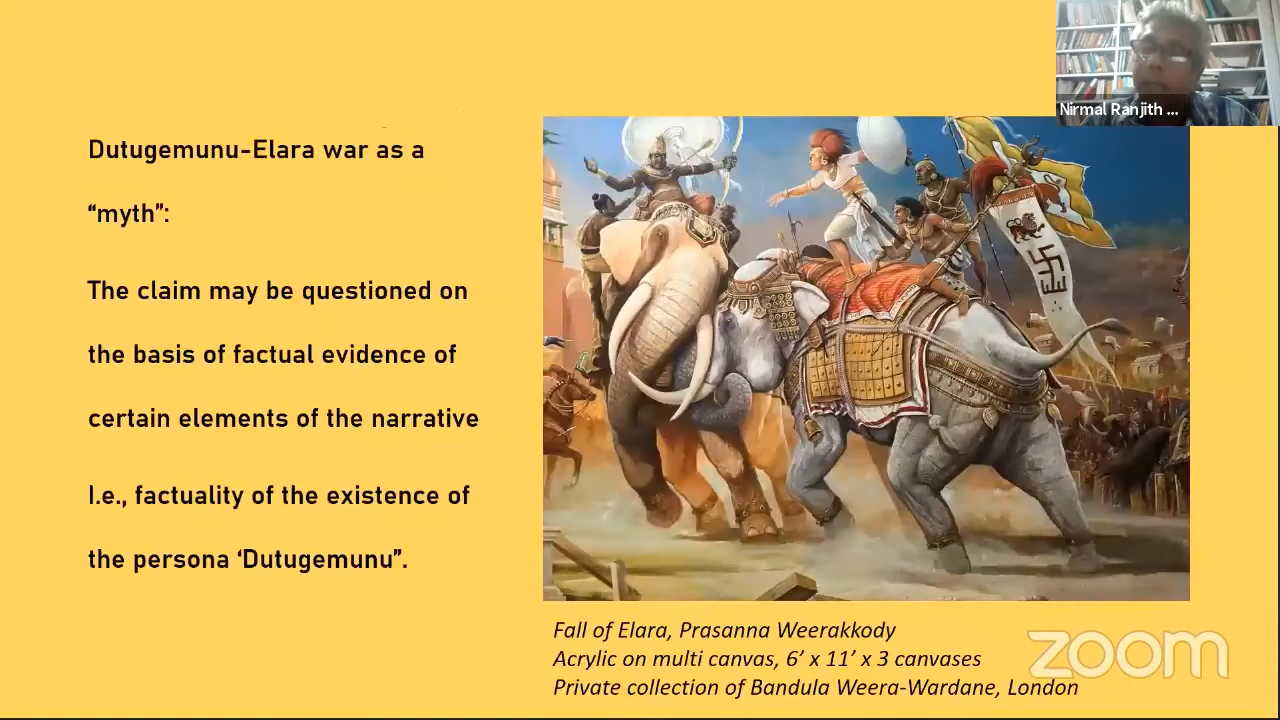 Nirmal Ranjith ...
Dutugemunu-Elara war as a
“myth”:
The claim may be questioned on
the basis of factual evidence of
certain elements of the narrative
I.e., factuality of the existence of
the persona ‘Dutugemunu”.
Fall of Elara, Prasanna Weerakkody
Acrylic on multi canvas, 6’ x 11’ x 3 canvases
Private collection of Bandula Weera-Wardane, London
zoom